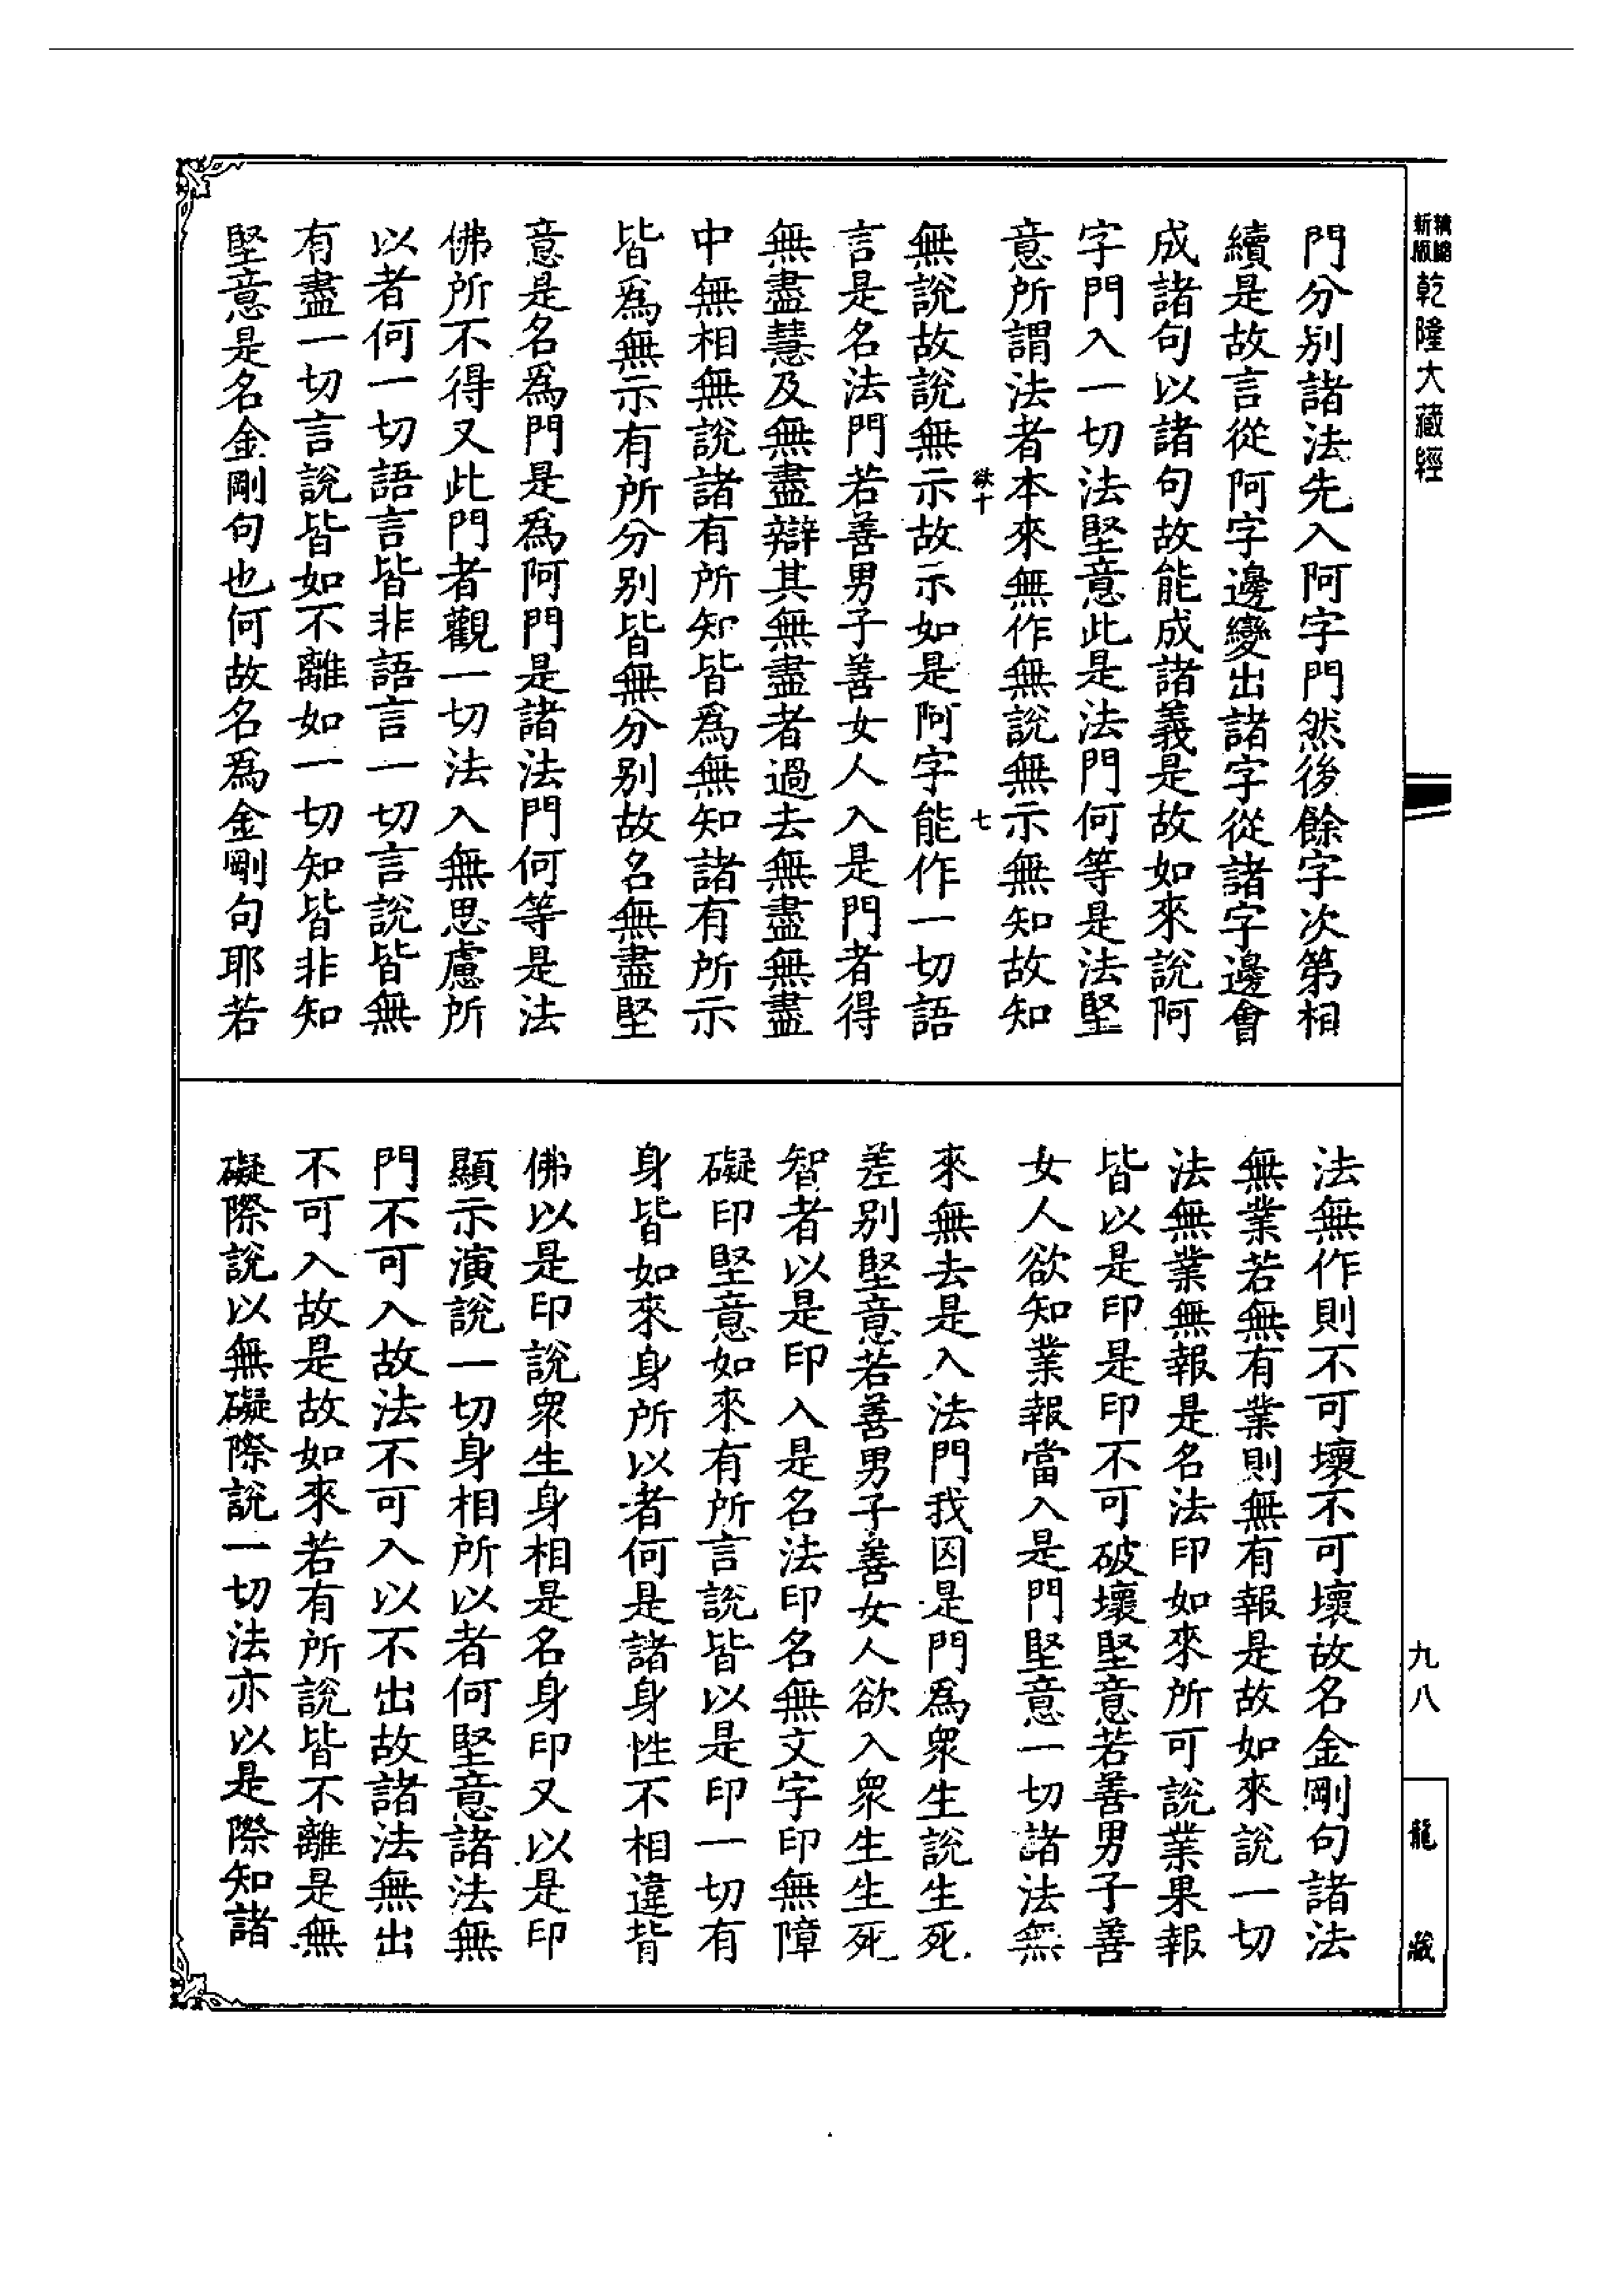 精縮
新版
乾隆大藏經
門分別諸法先入阿字門然後餘字次第相
續是故言從阿字邊變出諸字從諸字邊會
成諸句以諸句故能成諸義是故如來說阿
字門入一切法堅意此是法門何等是法堅
意所謂法者本來無作無說無示無知故知
欲十 七
無說故說無示故示如是阿字能作一切語
言是名法門若善男子善女人入是門者得
無盡慧及無盡辯其無盡者過去無盡無盡
中無相無說諸有所知皆為無知諸有所示
皆為無示有所分別皆無分別故名無盡堅
意是名為門是為阿門是諸法門何等是法
佛所不得又此門者觀一切法入無思慮所
以者何一切語言皆非語言一切言說皆無
有盡一切言說皆如不離如一切知皆非知
堅意是名金剛句也何故名為金剛句耶若
法無作則不可壞不可壞故名金剛句諸法
無業若無有業則無有報是故如來說一切
法無業無報是名法印如來所可說業果報
皆以是印是印不可破壞堅意若善男子善
女人欲知業報當入是門堅意一切諸法無
來無去是入法門我因是門為眾生說生死
差別堅意若善男子善女人欲入眾生生死
智者以是印入是名法印名無文字印無障
礙印堅意如來有所言說皆以是印一切有
身皆如來身所以者何是諸身性不相違皆
佛以是印說眾生身相是名身印又以是印
顯示演說一切身相所以者何堅意諸法無
門不可入故法不可入以不出故諸法無出
不可入故是故如來若有所說皆不離是無
礙際說以無礙際說一切法亦以是際知諸
九八
龍藏